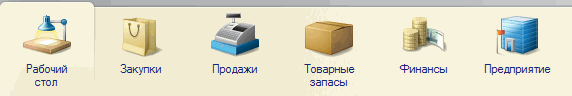 Рабочий стол
Закупки
Продажи
Товарные запасы
Финансы
Предприятие